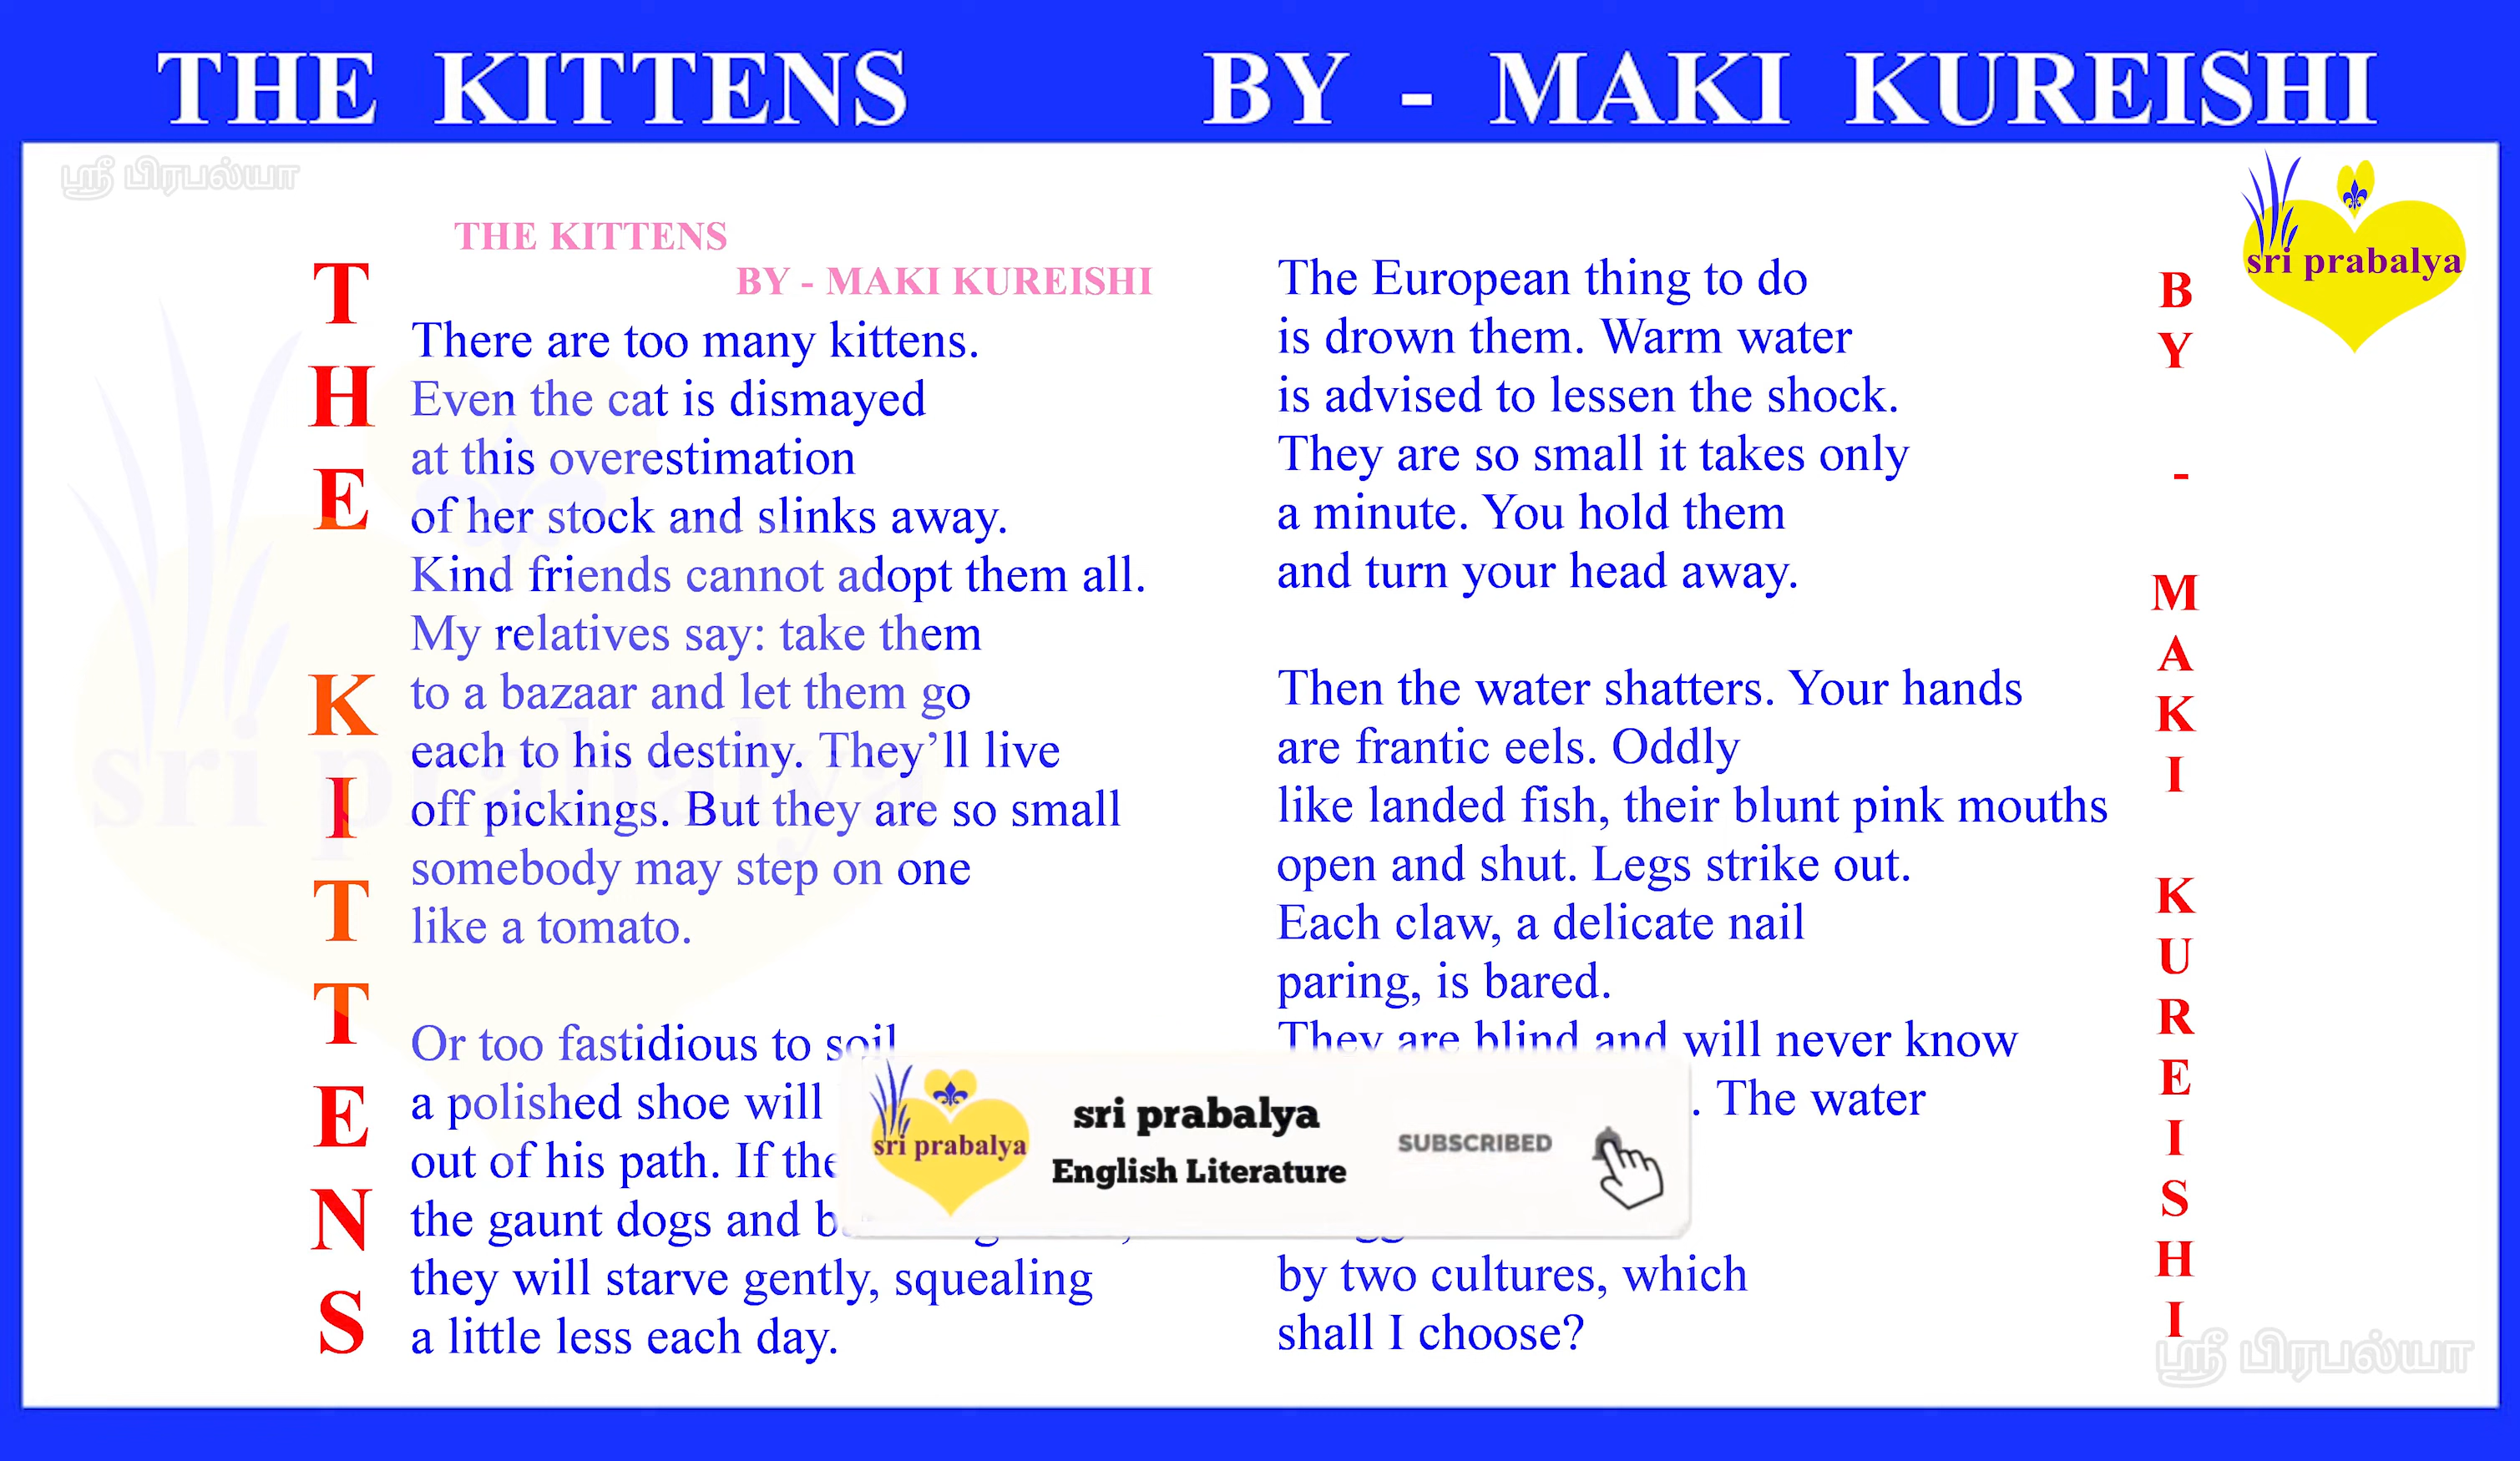 THE KITTENS BY - MAKI KUREISHI
ஸ்ரீ பிரபல்யா
sri prabalya
THE KITTENS
BY - MAKI KUREISHI
THE KITTENS
There are too many kittens.
Even the cat is dismayed
at this overestimation
of her stock and slinks away.
Kind friends cannot adopt them all.
My relatives say: take them
to a bazaar and let them go
each to his destiny. They’ll live
off pickings. But they are so small
somebody may step on one
like a tomato.
Or too fastidious to soil
a polished shoe will
out of his path. If the
the gaunt dogs and
they will starve gently, squealing
a little less each day.
The European thing to do
is drown them. Warm water
is advised to lessen the shock.
They are so small it takes only
a minute. You hold them
and turn your head away.
Then the water shatters. Your hands
are frantic eels. Oddly
like landed fish, their blunt pink mouths
open and shut. Legs strike out.
Each claw, a delicate nail
paring, is bared.
They are blind and will never know
. The water
by two cultures, which
shall I choose?
BY - MAKI KUREISHI
sri prabalya
sri prabalya
sri prabalya
English Literature
SUBSCRIBED
ஸ்ரீ பிரபல்யா